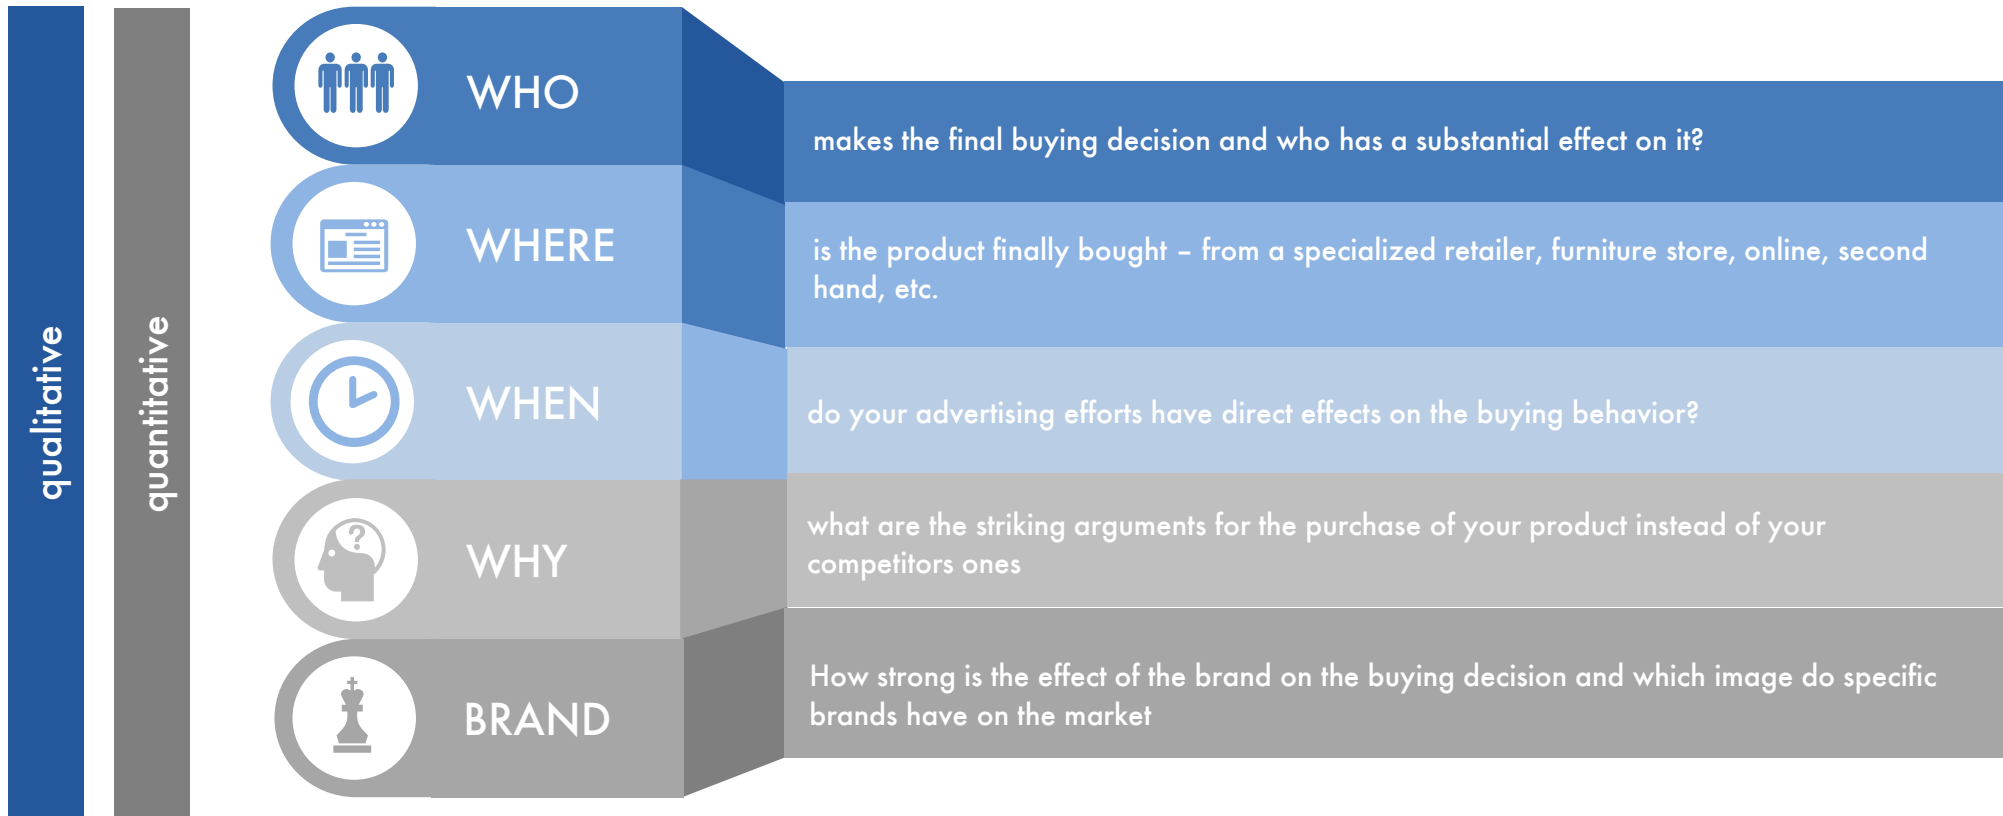 qualitative
quantitative
WHO
makes the final buying decision and who has a substantial effect on it?
WHERE
is the product finally bought – from a specialized retailer, furniture store, online, second
hand, etc.
WHEN
do your advertising efforts have direct effects on the buying behavior?
WHY
?
what are the striking arguments for the purchase of your product instead of your
competitors ones
BRAND
How strong is the effect of the brand on the buying decision and which image do specific
brands have on the market